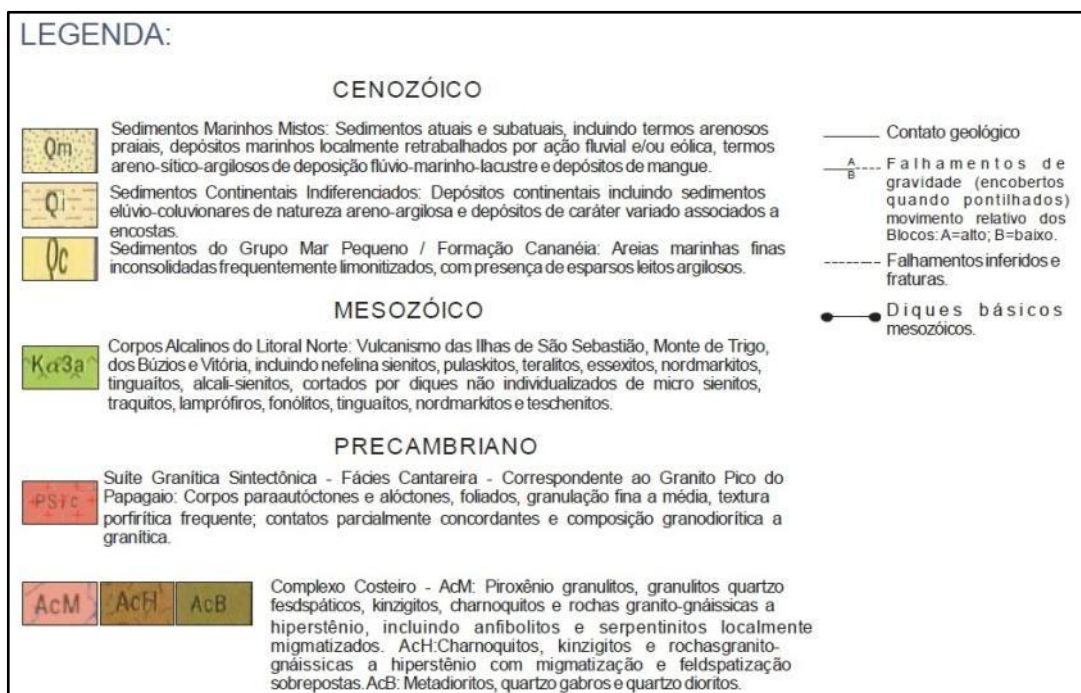 LEGENDA:
CENOZÓICO
Qm
Sedimentos Marinhos Mistos: Sedimentos atuais e subatuais, incluindo termos arenosos
praiais, depósitos marinhos localmente retrabalhados por ação fluvial e/ou eólica, termos
areno-sítico-argilosos de deposição flúvio-marinho-lacustre e depósitos de mangue.
Qi
Sedimentos Continentais Indiferenciados: Depósitos continentais incluindo sedimentos
elúvio-coluvionares de natureza areno-argilosa e depósitos de caráter variado associados a
encostas.
Qc
Sedimentos do Grupo Mar Pequeno / Formação Cananéia: Areias marinhas finas
inconsolidadas frequentemente limonitizados, com presença de esparsos leitos argilosos.
MESOZÓICO
Kα3a
Corpos Alcalinos do Litoral Norte: Vulcanismo das Ilhas de São Sebastião, Monte de Trigo,
dos Búzios e Vitória, incluindo nefelina sienitos, pulaskitos, teralitos, essexitos, nordmarkitos,
tinguaítos, alcali-sienitos, cortados por diques não individualizados de micro sienitos,
traquitos, lamprófiros, fonólitos, tinguaítos, nordmarkitos e teschenitos.
PRECAMBRIANO
PSγc
Suíte Granítica Sintectônica - Fácies Cantareira - Correspondente ao Granito Pico do
Papagaio: Corpos paraautóctones e alóctones, foliados, granulação fina a média, textura
porfirítica frequente; contatos parcialmente concordantes e composição granodiorítica a
granítica.
AcM AcH AcB
Complexo Costeiro - AcM: Piroxênio granulitos, granulitos quartzo
fesdspáticos, kinzigitos, charnoquitos e rochas granito-gnáissicas a
hiperstênio, incluindo anfibolitos e serpentinitos localmente
migmatizados. AcH:Charnoquitos, kinzigitos e rochasgranito-
gnáissicas a hiperstênio com migmatização e feldspatização
sobrepostas. AcB: Metadioritos, quartzo gabros e quartzo dioritos.
Contato geológico
A
B
Falhamentos de
gravidade (encobertos
quando pontilhados)
movimento relativo dos
Blocos: A=alto; B=baixo.
Falhamentos inferidos e
fraturas.
Diques básicos
mesozóicos.